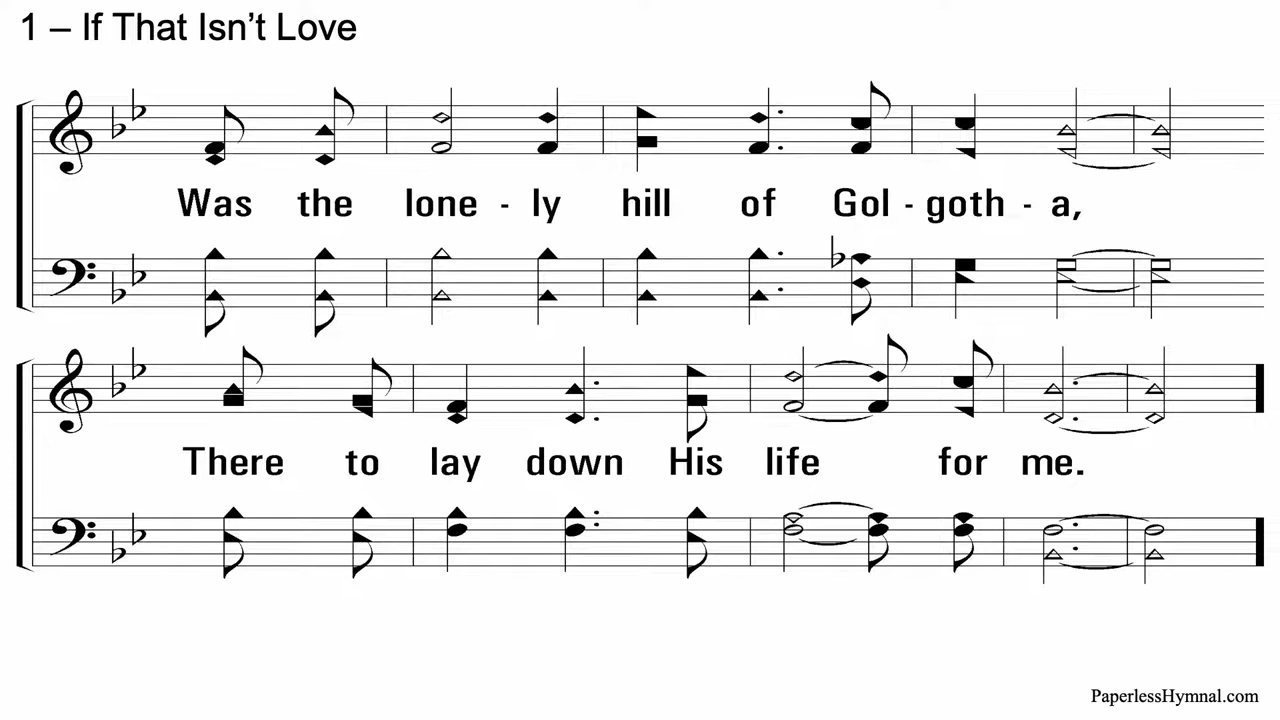 1 – If That Isn’t Love
Was the lone - ly hill of Gol - goth - a,
There to lay down His life for me.
PaperlessHymnal.com